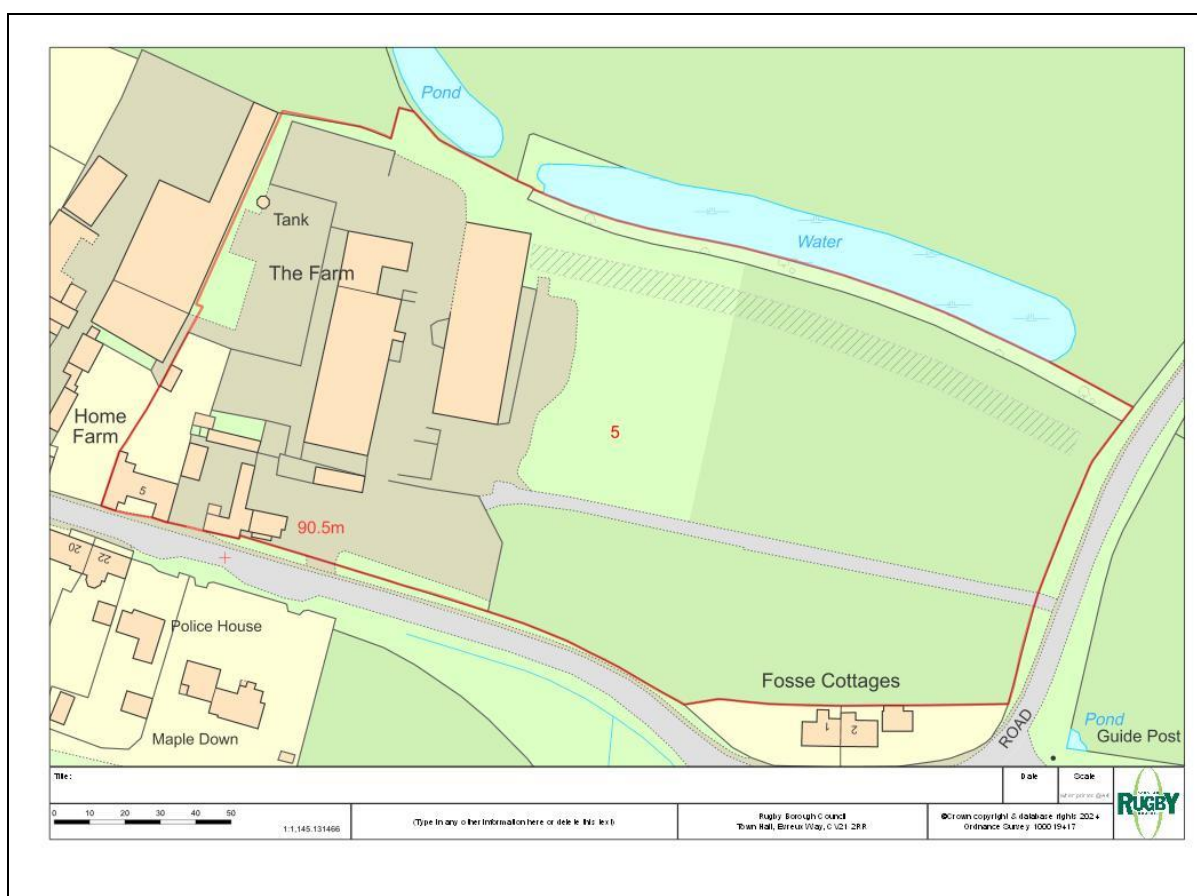 Pond
Tank
The Farm
Water
Home
Farm
5
5
90.5m
20
22
Police House
Maple Down
Fosse Cottages
1
2
ROAD
Pond
Guide Post
Title:
Date
Scale
0 10 20 30 40 50
1:1,145.131466
(Type in any other information here or delete this text)
Rugby Borough Council
Town Hall, Evreux Way, CV21 2RR
©Crown copyright & database rights 2024
Ordnance Survey 100019417
RUGBY